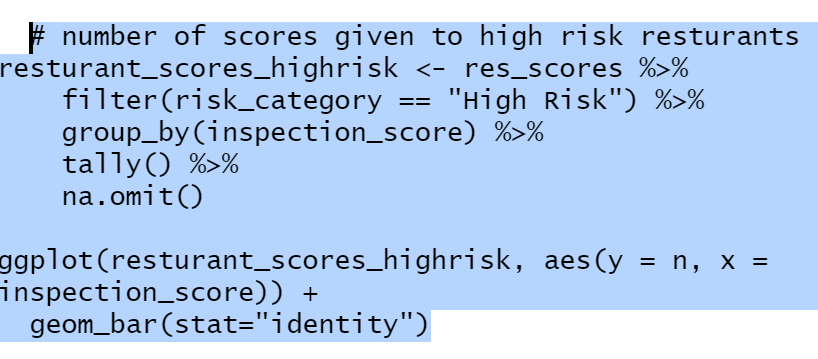 # number of scores given to high risk resturants
resturant_scores_highrisk <- res_scores %>%
filter(risk_category == "High Risk") %>%
group_by(inspection_score) %>%
tally() %>%
na.omit()
ggplot(resturant_scores_highrisk, aes(y = n, x =
inspection_score)) +
geom_bar(stat="identity")